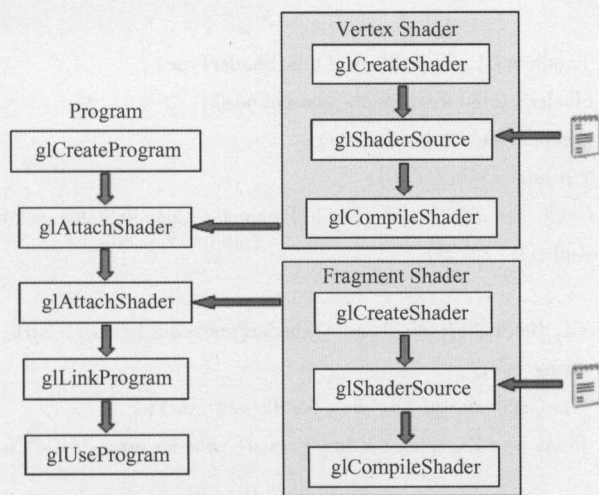 Vertex Shader
glCreateShader
glShaderSource
glCompileShader
Program
glCreateProgram
glAttachShader
glAttachShader
glLinkProgram
glUseProgram
Fragment Shader
glCreateShader
glShaderSource
glCompileShader